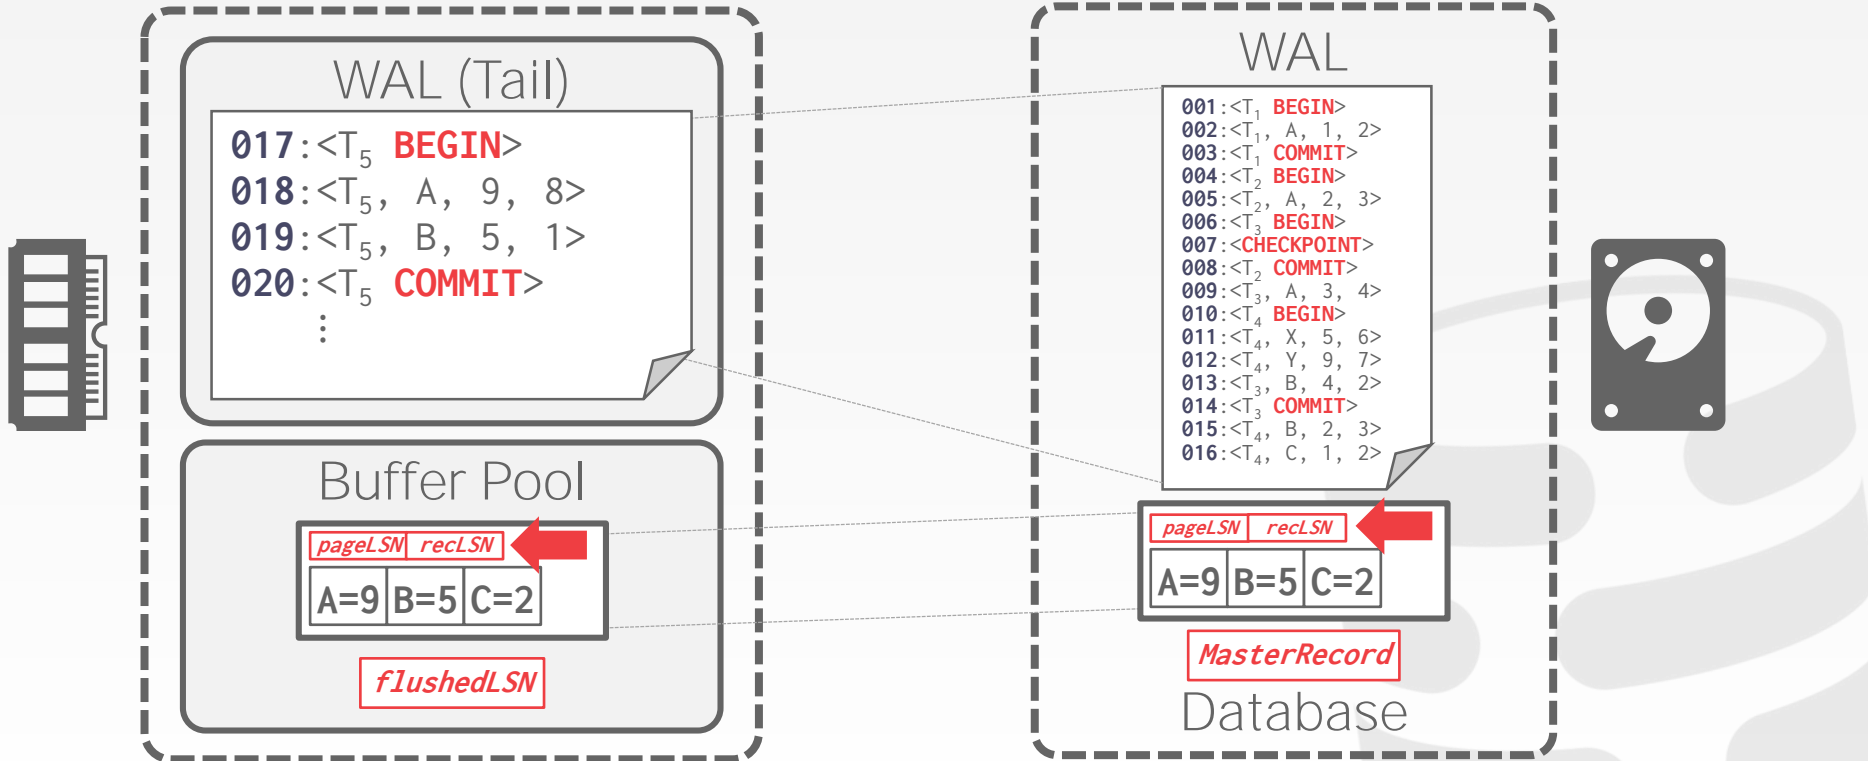 WAL (Tail)
017:<T5 BEGIN>
018:<T5, A, 9, 8>
019:<T5, B, 5, 1>
020:<T5 COMMIT>
⋮
Buffer Pool
pageLSN recLSN
A=9 B=5 C=2
flushedLSN
WAL
001:<T1 BEGIN>
002:<T1, A, 1, 2>
003:<T1 COMMIT>
004:<T2 BEGIN>
005:<T2, A, 2, 3>
006:<T3 BEGIN>
007:<CHECKPOINT>
008:<T2 COMMIT>
009:<T3, A, 3, 4>
010:<T4 BEGIN>
011:<T4, X, 5, 6>
012:<T4, Y, 9, 7>
013:<T3, B, 4, 2>
014:<T3 COMMIT>
015:<T4, B, 2, 3>
016:<T4, C, 1, 2>
pageLSN recLSN
A=9 B=5 C=2
MasterRecord
Database